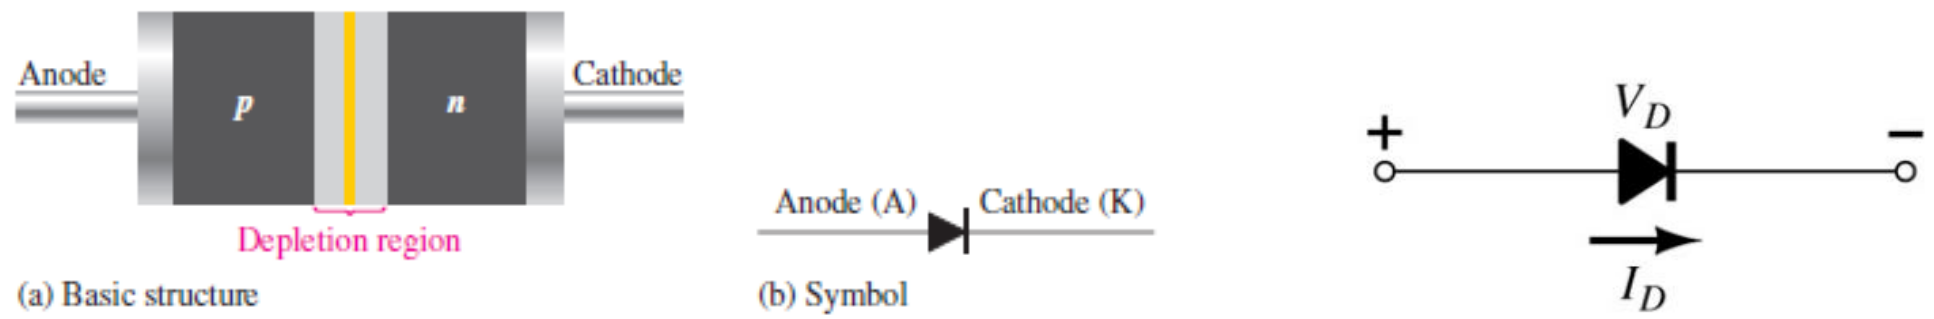 Anode
Cathode
p
n
Depletion region
(a) Basic structure
Anode (A)
Cathode (K)
(b) Symbol
V_D
+
−
I_D